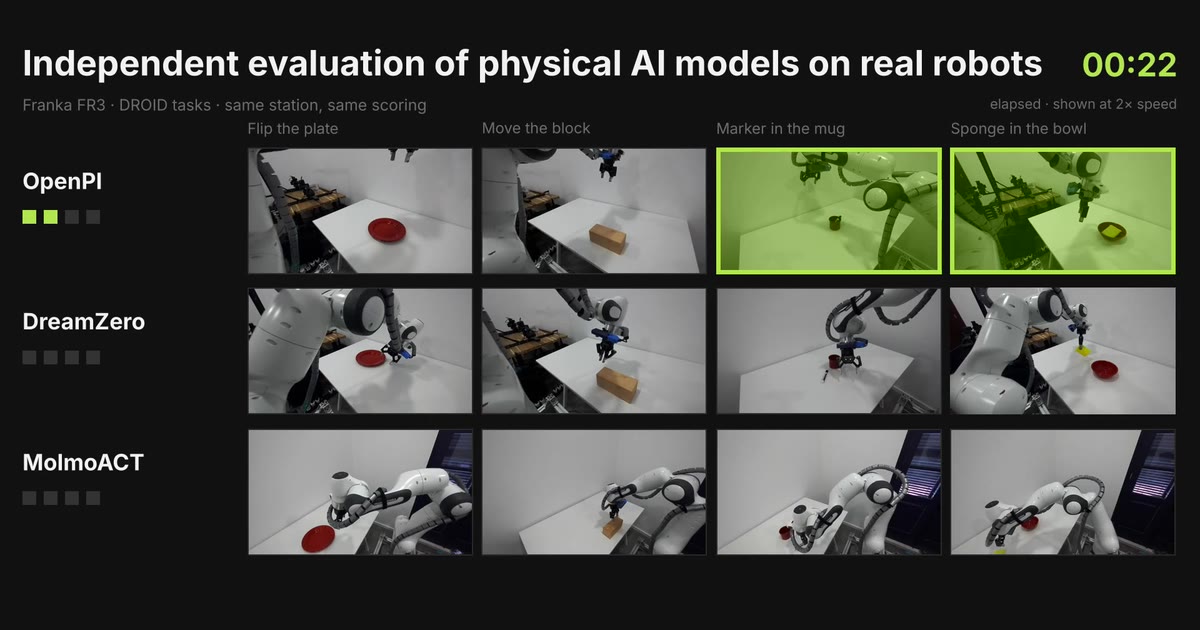 Independent evaluation of physical AI models on real robots
00:22
Franka FR3 · DROID tasks · same station, same scoring
elapsed · shown at 2× speed
Flip the plate
Move the block
Marker in the mug
Sponge in the bowl
OpenPI
DreamZero
MolmoACT